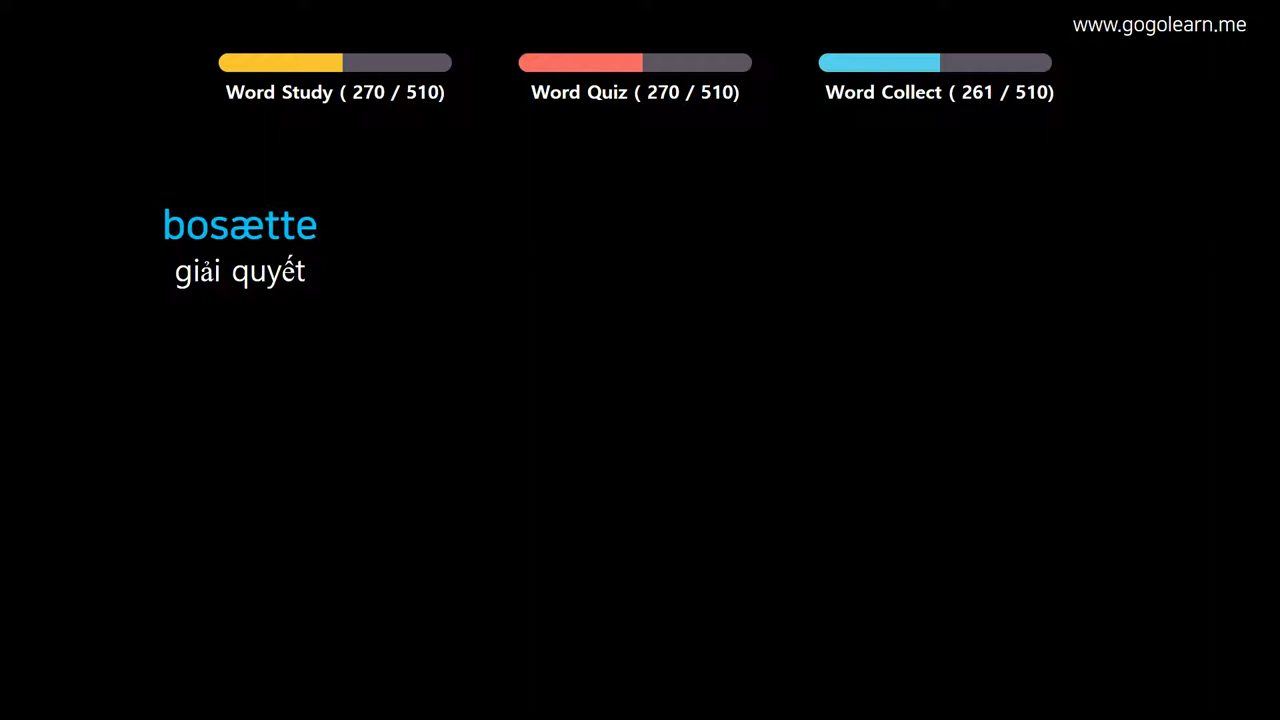 www.gogolearn.me
Word Study ( 270 / 510)
Word Quiz ( 270 / 510)
Word Collect ( 261 / 510)
bosætte
giải quyết